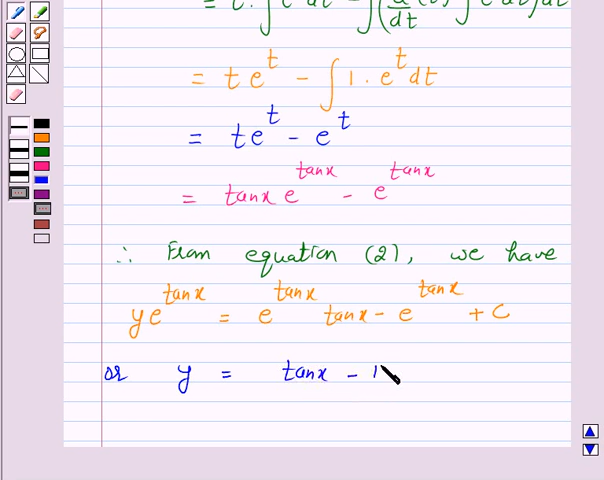 = t e^t - ∫ 1 . e^t dt
= te^t - e^t
= tanx e^tanx - e^tanx
∴ From equation (2), we have
ye^tanx = e^tanx tanx - e^tanx + C
or y = tanx - 1